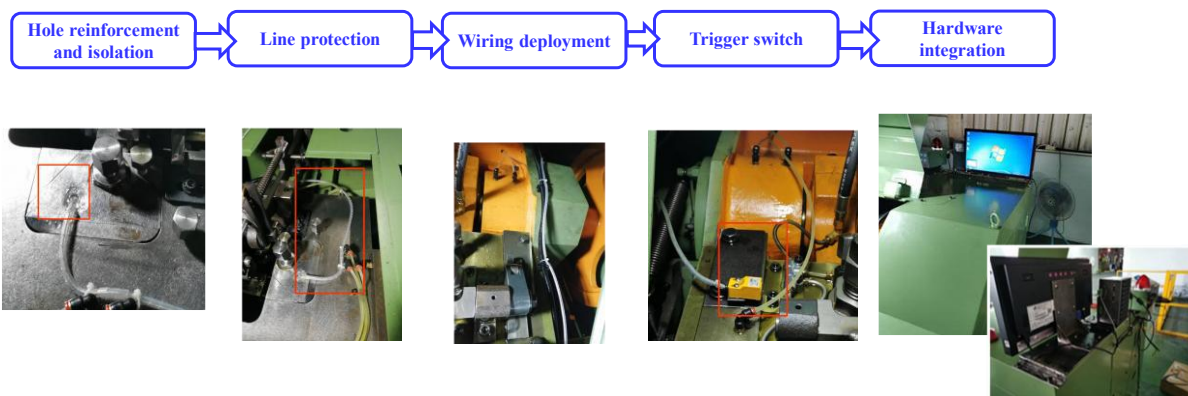 Hole reinforcement
and isolation
Line protection
Wiring deployment
Trigger switch
Hardware
integration